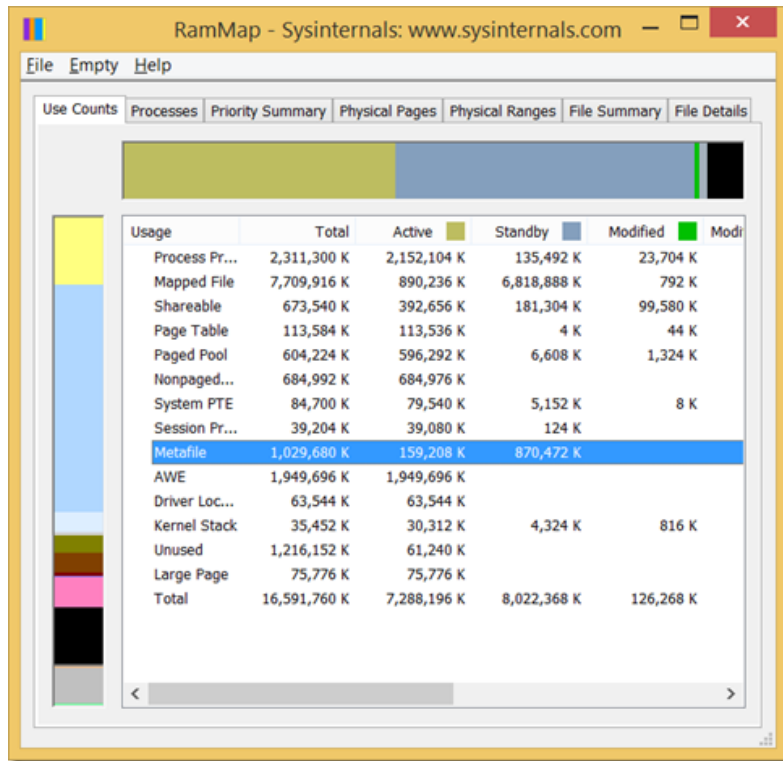 RamMap - Sysinternals: www.sysinternals.com
File Empty Help
Use Counts Processes Priority Summary Physical Pages Physical Ranges File Summary File Details
Usage Total Active Standby Modified Modi
Process Pr... 2,311,300 K 2,152,104 K 135,492 K 23,704 K
Mapped File 7,709,916 K 890,236 K 6,818,888 K 792 K
Shareable 673,540 K 392,656 K 181,304 K 99,580 K
Page Table 113,584 K 113,536 K 4 K 44 K
Paged Pool 604,224 K 596,292 K 6,608 K 1,324 K
Nonpaged... 684,992 K 684,976 K
System PTE 84,700 K 79,540 K 5,152 K 8 K
Session Pr... 39,204 K 39,080 K 124 K
Metafile 1,029,680 K 159,208 K 870,472 K
AWE 1,949,696 K 1,949,696 K
Driver Loc... 63,544 K 63,544 K
Kernel Stack 35,452 K 30,312 K 4,324 K 816 K
Unused 1,216,152 K 61,240 K
Large Page 75,776 K 75,776 K
Total 16,591,760 K 7,288,196 K 8,022,368 K 126,268 K